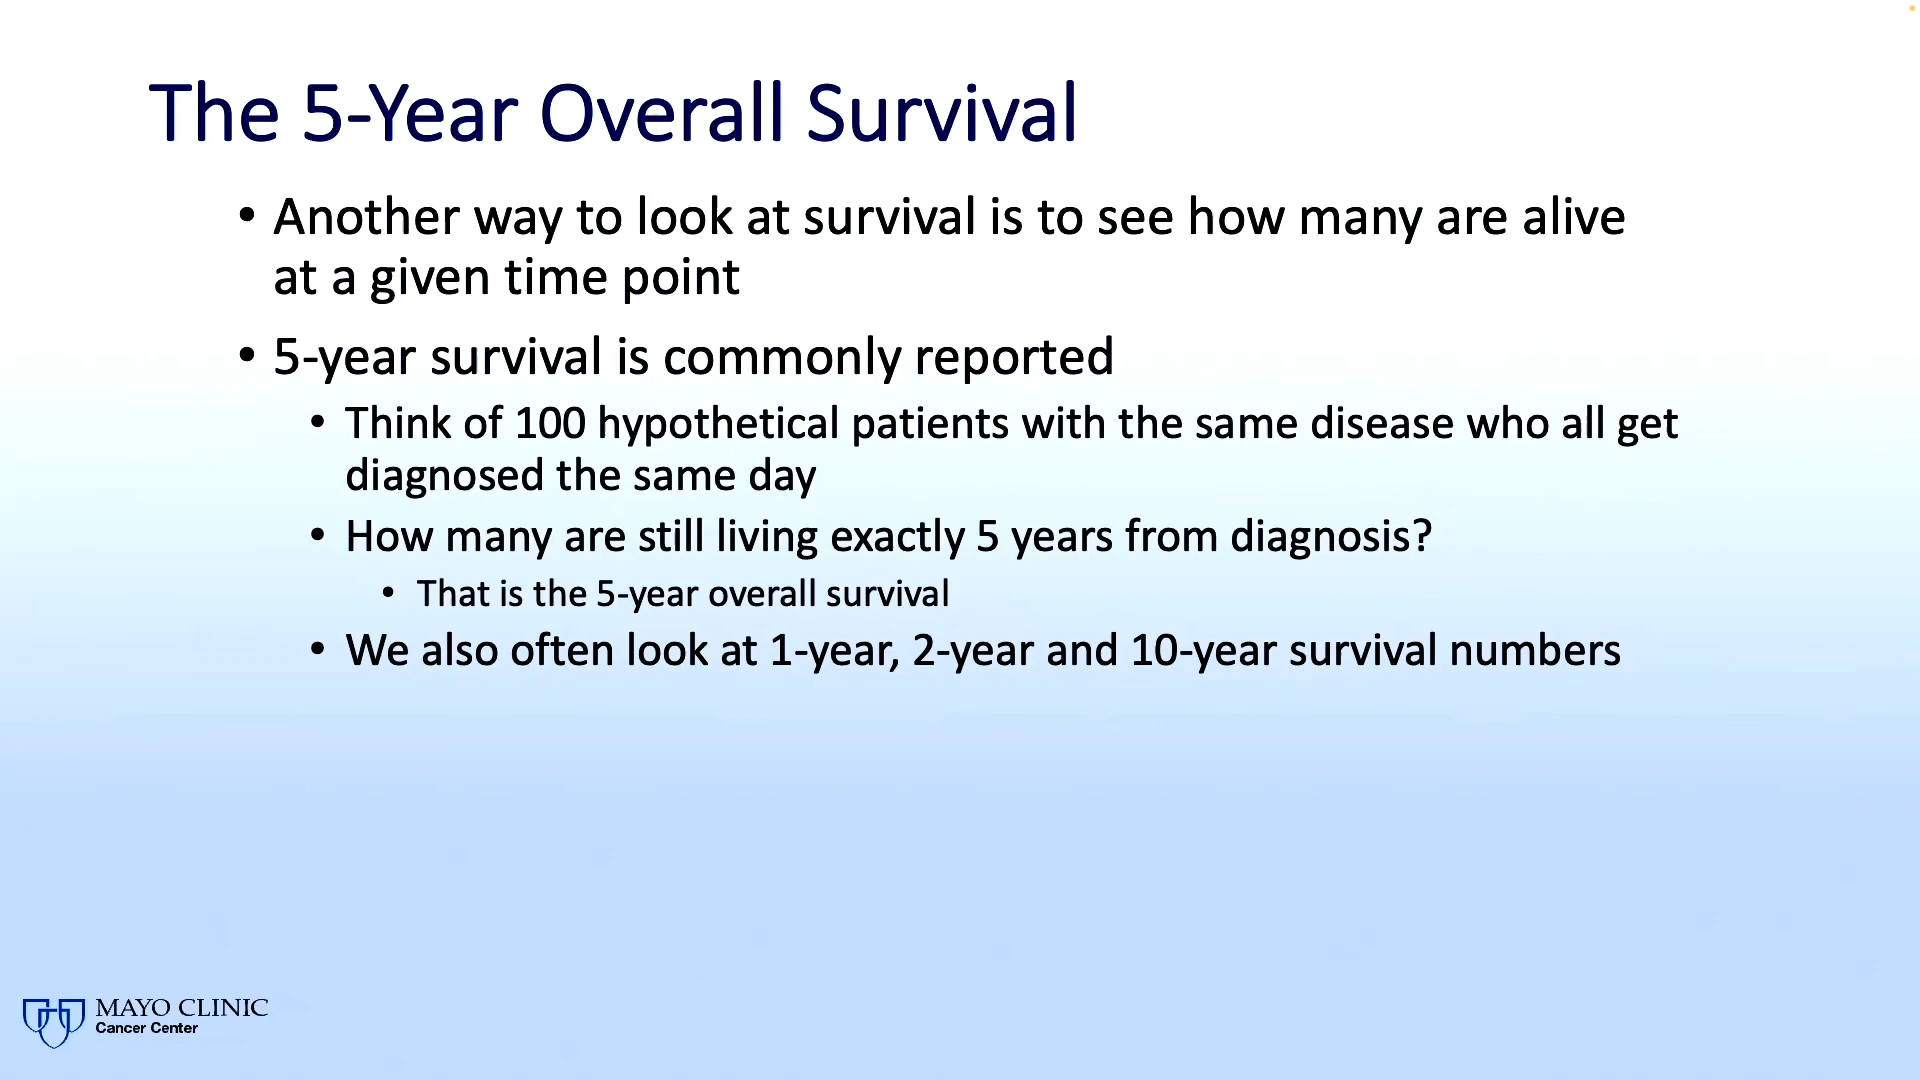 The 5-Year Overall Survival
• Another way to look at survival is to see how many are alive
at a given time point
• 5-year survival is commonly reported
• Think of 100 hypothetical patients with the same disease who all get
diagnosed the same day
• How many are still living exactly 5 years from diagnosis?
• That is the 5-year overall survival
• We also often look at 1-year, 2-year and 10-year survival numbers
MAYO CLINIC
Cancer Center